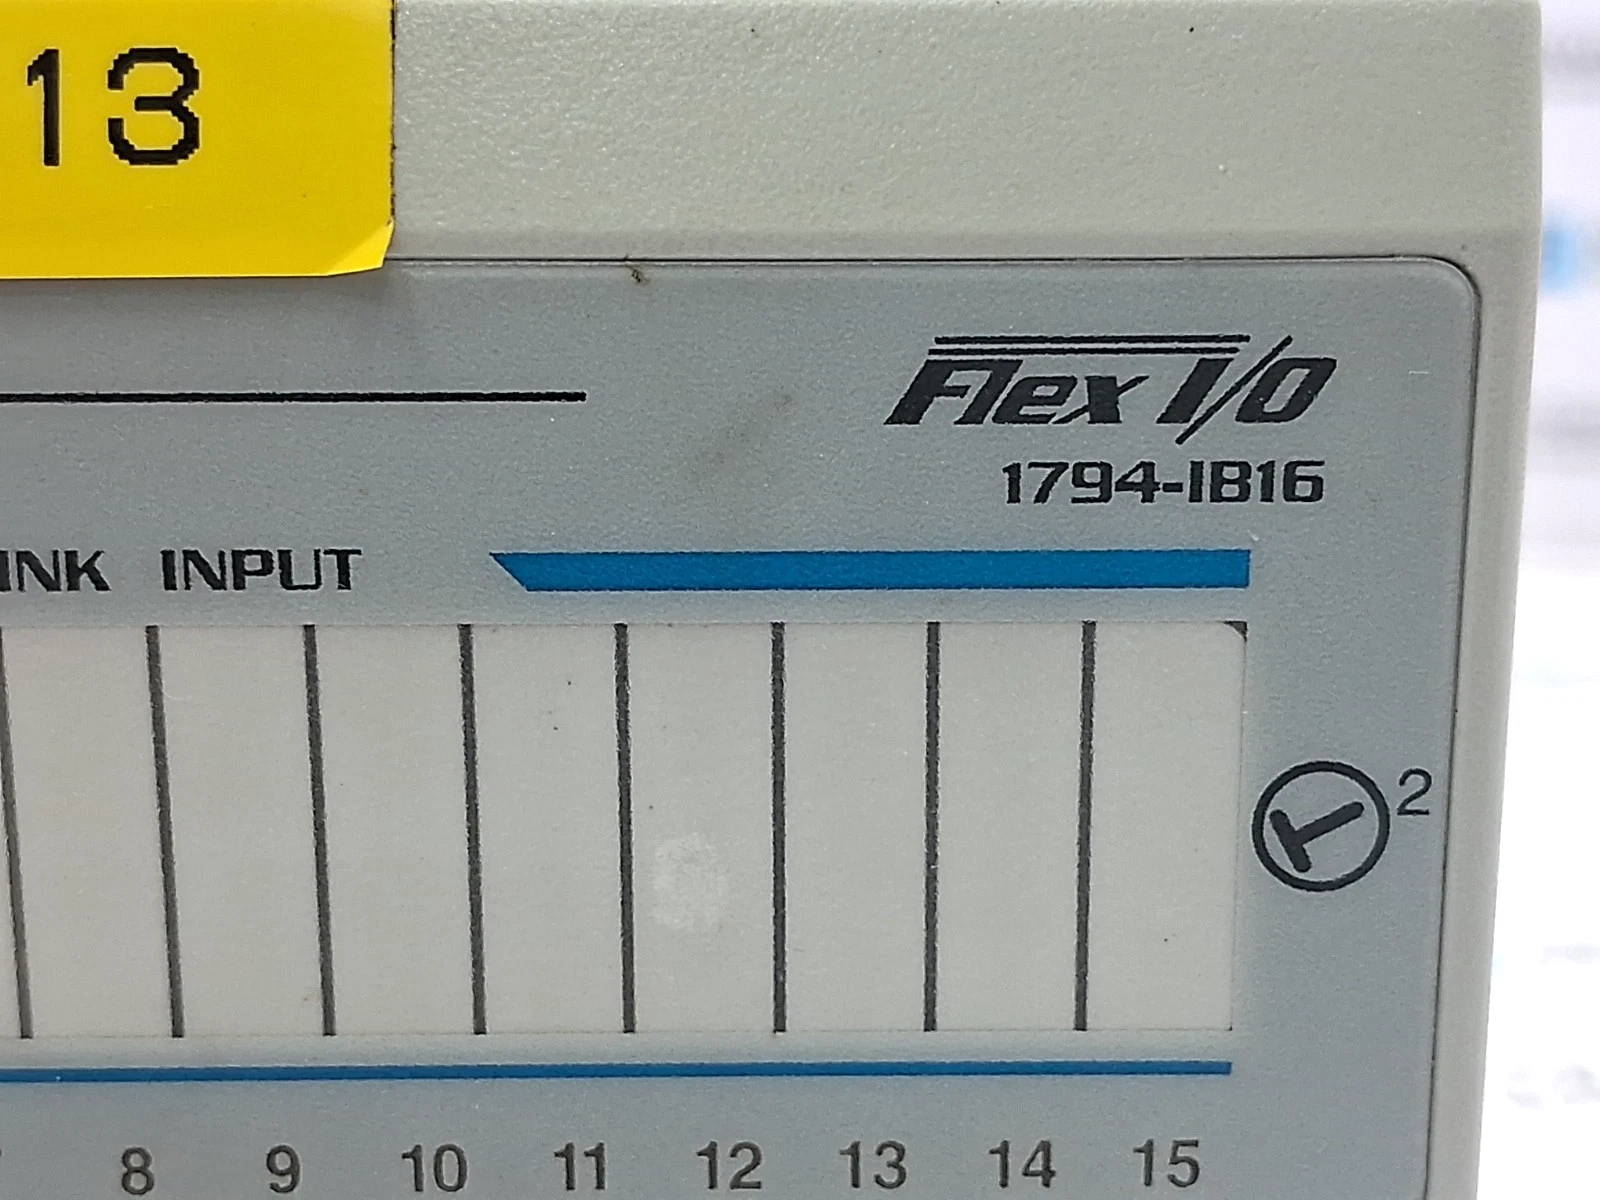 13
Flex I/O
1794-IB16
INK INPUT
2
8 9 10 11 12 13 14 15